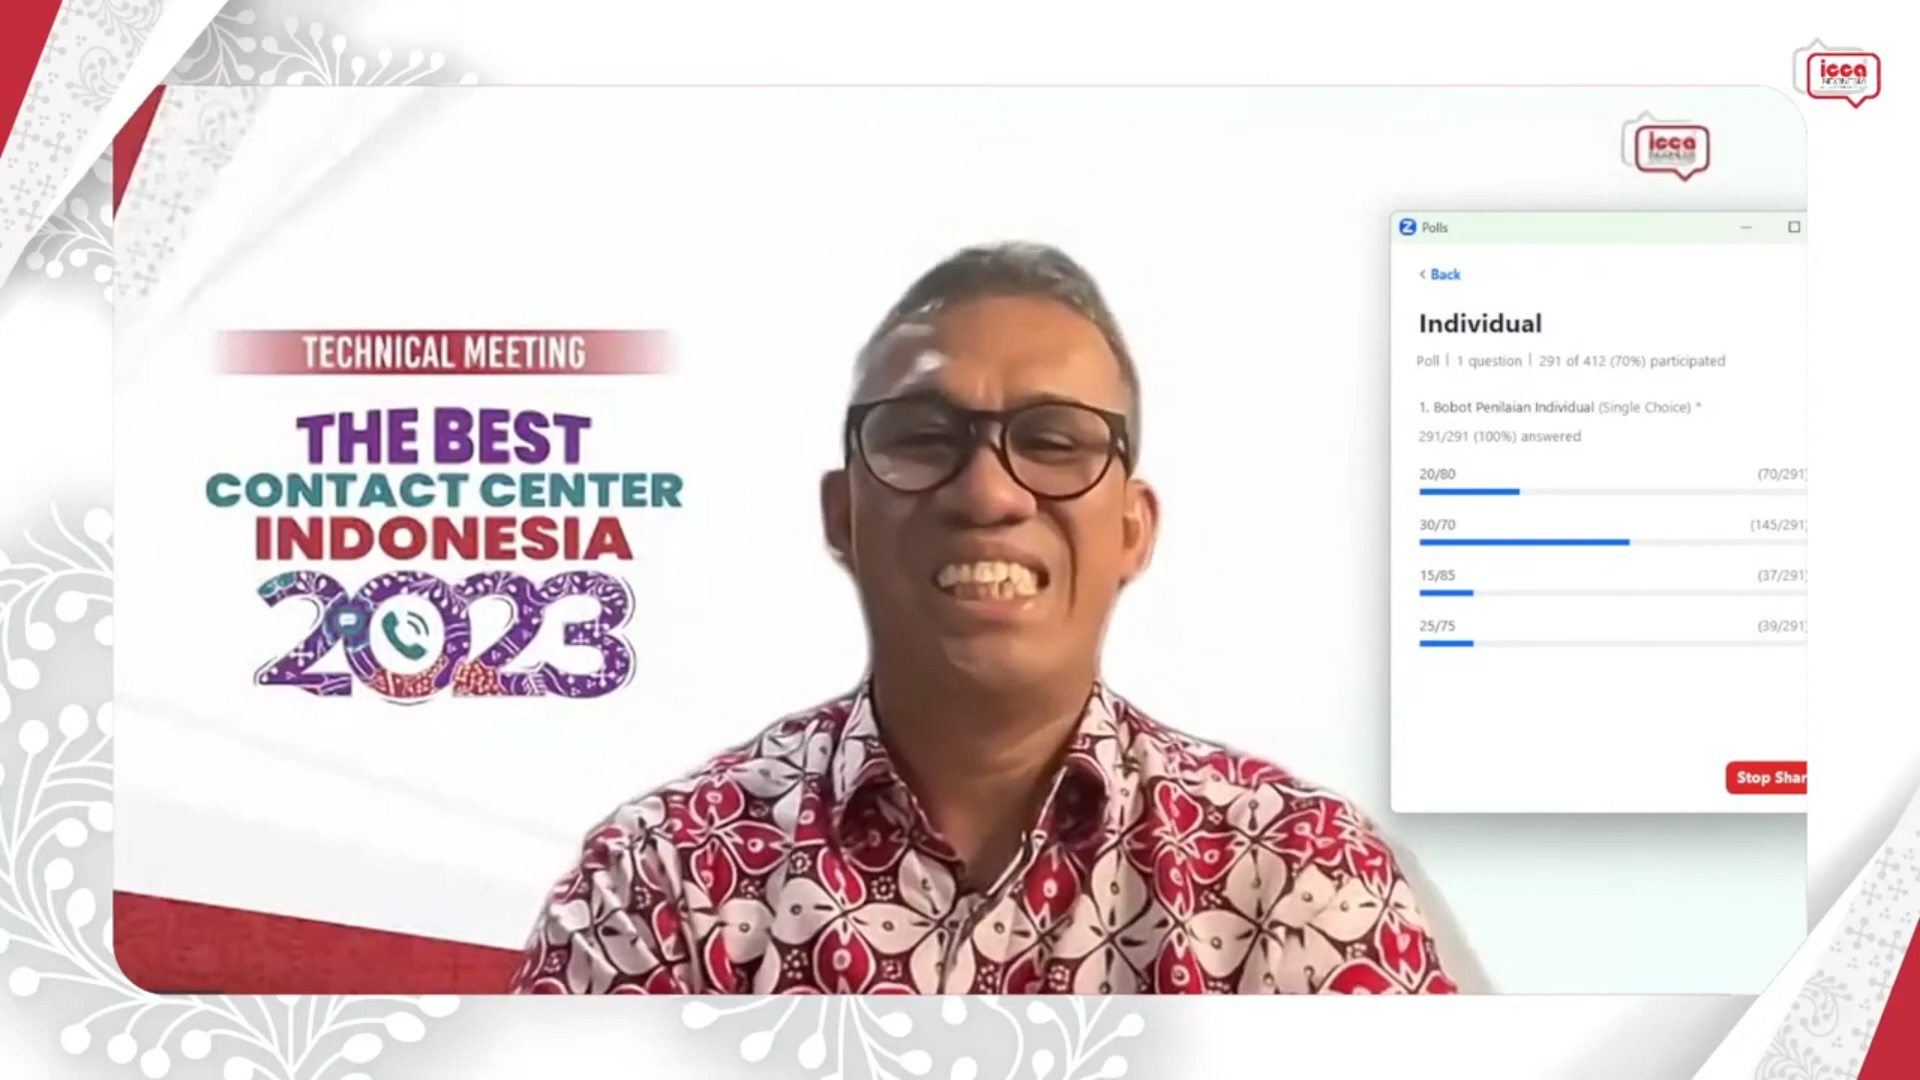 icca
INDONESIA
icca
INDONESIA
TECHNICAL MEETING
THE BEST
CONTACT CENTER
INDONESIA
2023
Polls
< Back
Individual
Poll | 1 question | 291 of 412 (70%) participated
1. Bobot Penilaian Individual (Single Choice) *
291/291 (100%) answered
20/80 (70/291)
30/70 (145/291)
15/85 (37/291)
25/75 (39/291)
Stop Shar